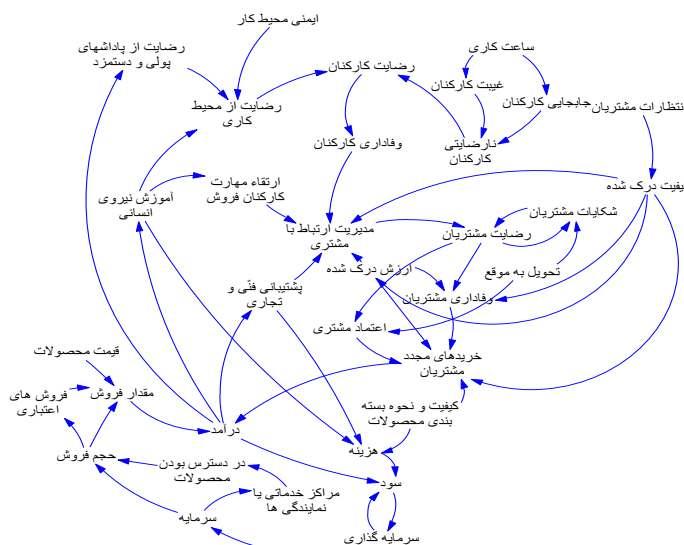 ایمنی محیط کار
رضایت از پاداشهای
پولی و دستمزد
ساعت کاری
رضایت کارکنان
غیبت کارکنان
رضایت از محیط
کاری
جابجایی کارکنان
نتظارات مشتریان
وفاداری کارکنان
نارضایتی
کارکنان
ارتقاء مهارت
کارکنان فروش
آموزش نیروی
انسانی
یفیت درک شده
شکایات مشتریان
مدیریت ارتباط با
مشتری
رضایت مشتریان
ارزش درک شده
تحویل به موقع
پشتیبانی فنّی و
تجاری
وفاداری مشتریان
اعتماد مشتری
قیمت محصولات
خریدهای مجدد
مشتریان
فروش های
اعتباری
مقدار فروش
کیفیت و نحوه بسته
بندی محصولات
درآمد
هزینه
حجم فروش
در دسترس بودن
محصولات
سود
مراکز خدماتی یا
نمایندگی ها
سرمایه
سرمایه گذاری